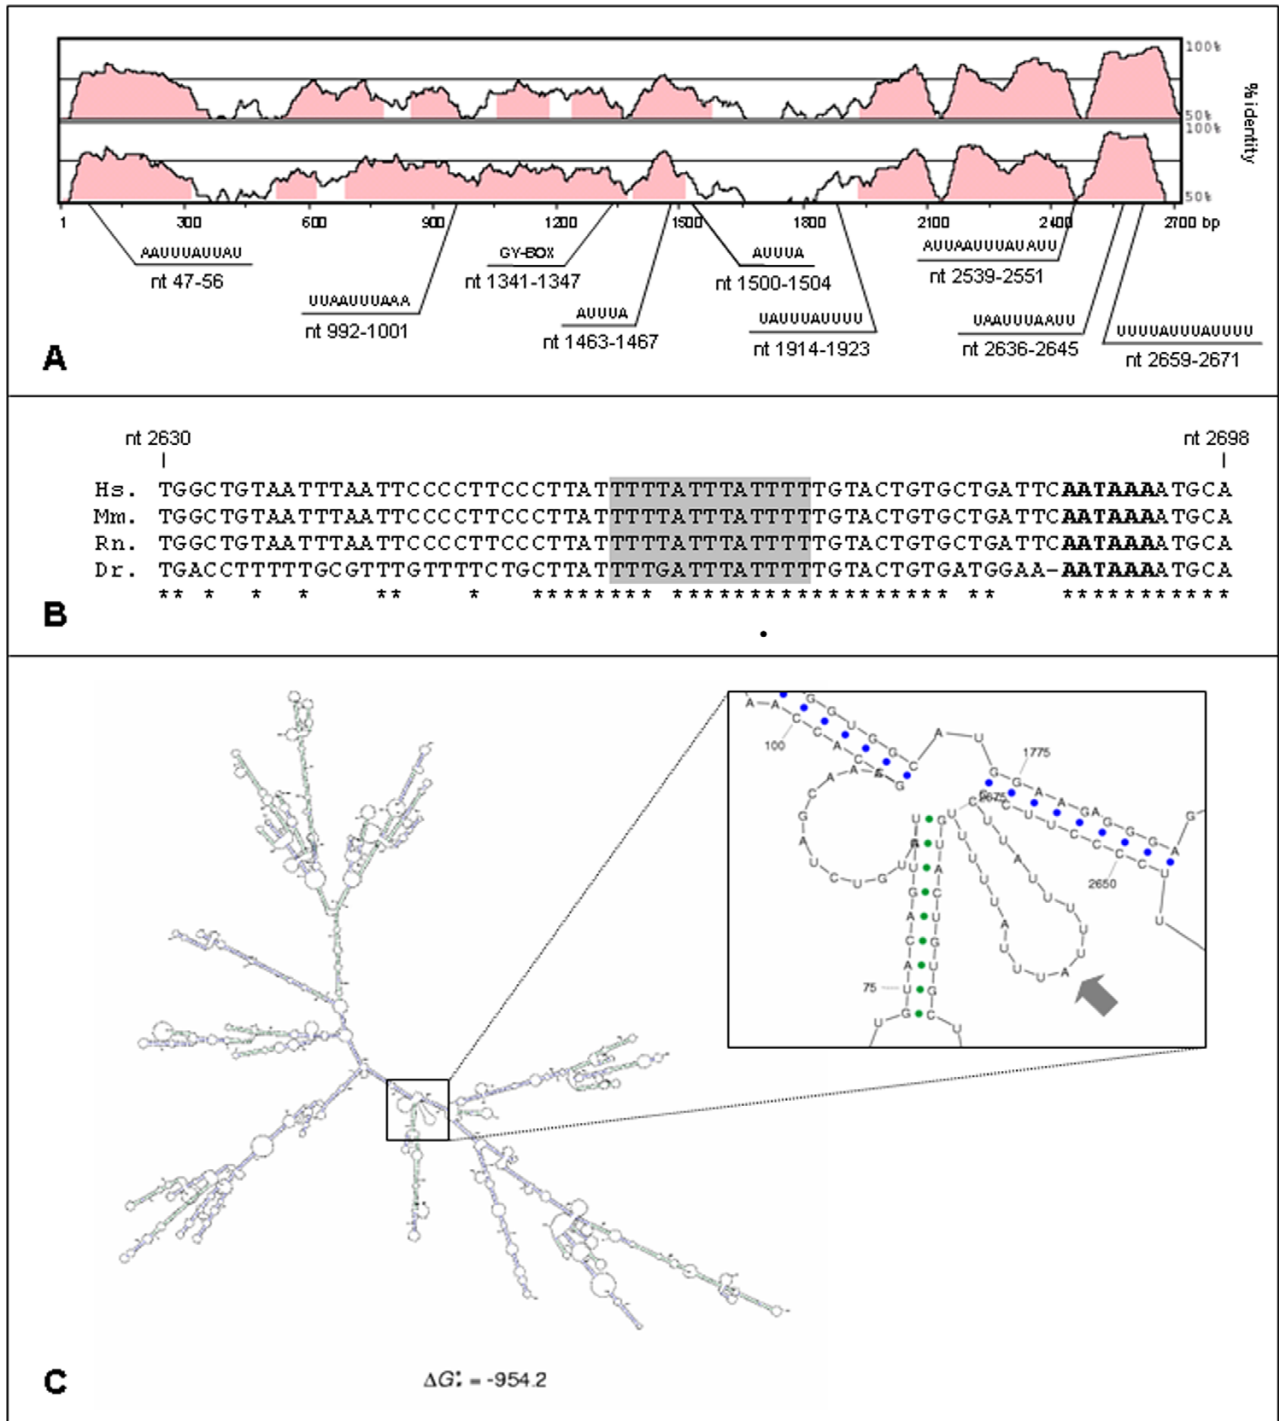 100%
50%
100%
50%
% identity
1 300 600 900 1200 1500 1800 2100 2400 2700 bp
AAUUUAUUAU
nt 47-56
UUAAUUUAAA
nt 992-1001
GY-BOX
nt 1341-1347
AUUUA
nt 1463-1467
AUUUA
nt 1500-1504
UAUUUAUUUU
nt 1914-1923
AUUAAUUUAUAUU
nt 2539-2551
UAAUUUAAUU
nt 2636-2645
UUUUAUUUAUUUU
nt 2659-2671
A
nt 2630
nt 2698
Hs. TGGCTGTAATTTAATTCCCCTTCCCTTATTTTTATTTATTTTTGTACTGTGCTGATTCAATAAAATGCA
Mm. TGGCTGTAATTTAATTCCCCTTCCCTTATTTTTATTTATTTTTGTACTGTGCTGATTCAATAAAATGCA
Rn. TGGCTGTAATTTAATTCCCCTTCCCTTATTTTTATTTATTTTTGTACTGTGCTGATTCAATAAAATGCA
Dr. TGACCTTTTTGCGTTTGTTTTCTGCTTATTTTGATTTATTTTTGTACTGTGATGGAA-AATAAAATGCA
B
100
1775
2675
2650
75
C
ΔG = -954.2